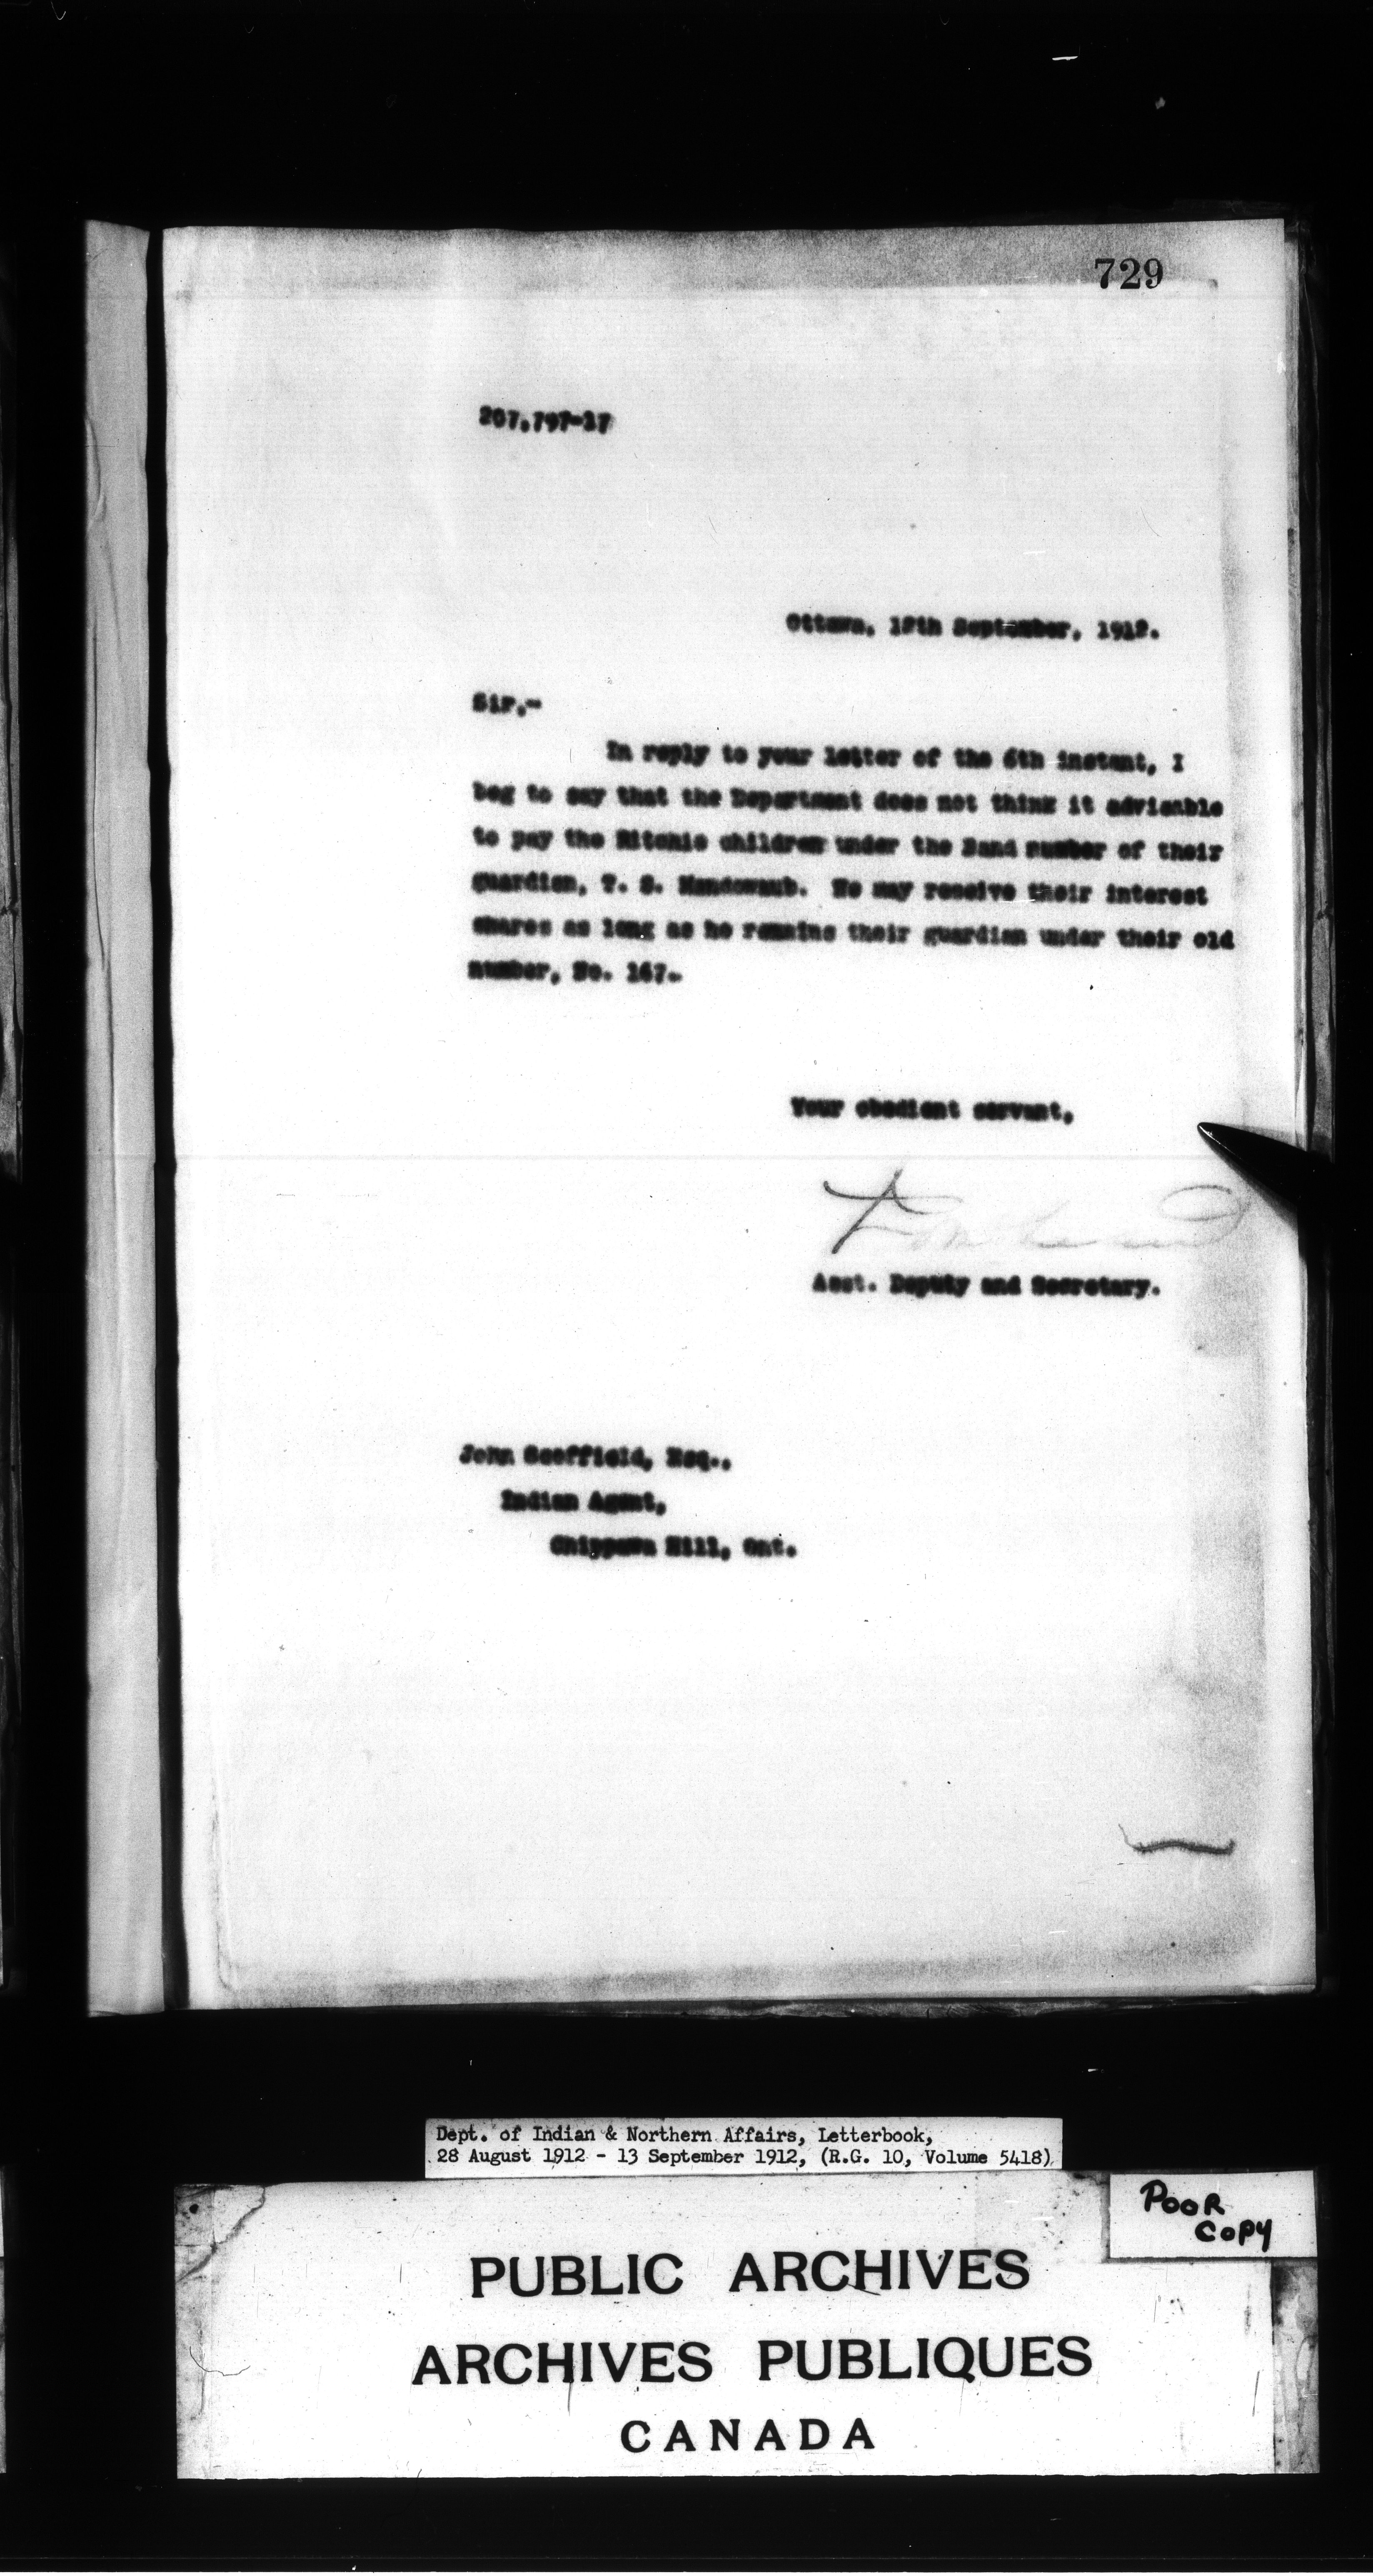 729
207,797-17
Ottawa, 12th September, 1912.
Sir,-
In reply to your letter of the 6th instant, I
beg to say that the Department does not think it advisable
to pay the Ritchie children under the Band number of their
guardian, T. S. He may receive their interest
shares as long as he remains their guardian under their old
number, No. 167.
Your obedient servant,
Asst. Deputy and Secretary.
John Scoffield, Esq.,
Indian Agent,
Chippawa Hill, Ont.
Dept. of Indian & Northern Affairs, Letterbook,
28 August 1912 - 13 September 1912, (R.G. 10, Volume 5418)
POOR
COPY
PUBLIC ARCHIVES
ARCHIVES PUBLIQUES
CANADA